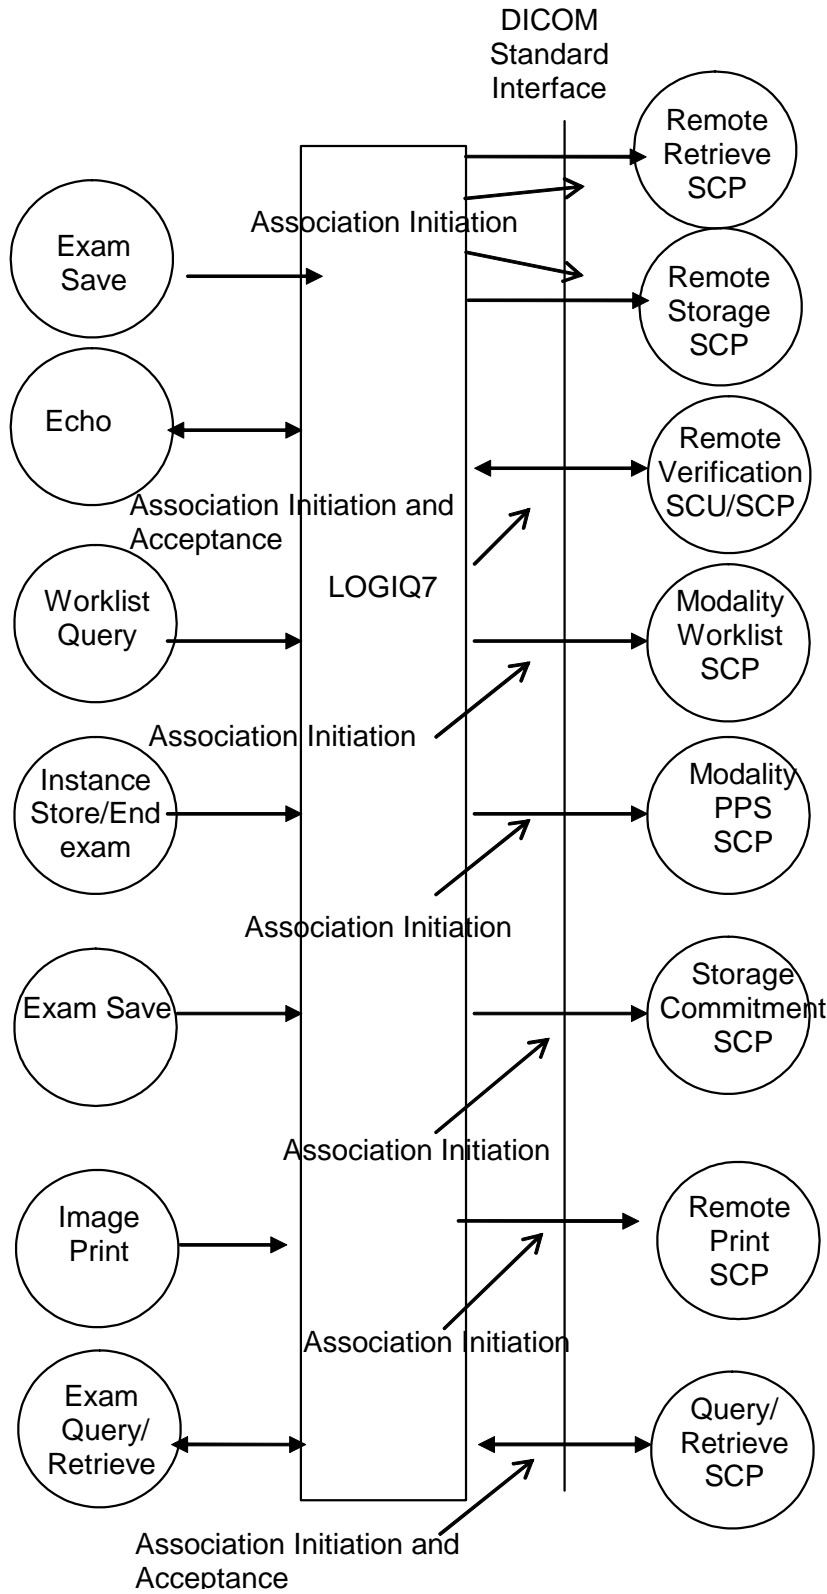 DICOM
Standard
Interface
Remote
Retrieve
SCP
Association Initiation
Exam
Save
Remote
Storage
SCP
Echo
Remote
Verification
SCU/SCP
Association Initiation and
Acceptance
LOGIQ7
Worklist
Query
Modality
Worklist
SCP
Association Initiation
Instance
Store/End
exam
Modality
PPS
SCP
Association Initiation
Exam Save
Storage
Commitment
SCP
Association Initiation
Image
Print
Remote
Print
SCP
Association Initiation
Exam
Query/
Retrieve
Query/
Retrieve
SCP
Association Initiation and
Acceptance